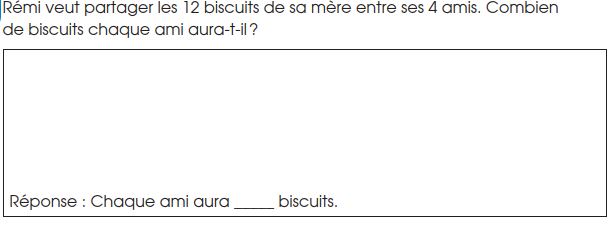 Rémi veut partager les 12 biscuits de sa mère entre ses 4 amis. Combien
de biscuits chaque ami aura-t-il ?
Réponse : Chaque ami aura _____ biscuits.